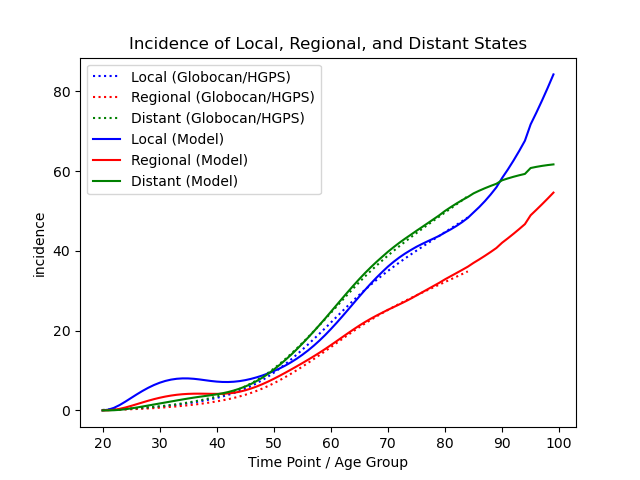 Incidence of Local, Regional, and Distant States
Local (Globocan/HGPS)
Regional (Globocan/HGPS)
Distant (Globocan/HGPS)
Local (Model)
Regional (Model)
Distant (Model)
80
60
40
20
0
incidence
20 30 40 50 60 70 80 90 100
Time Point / Age Group